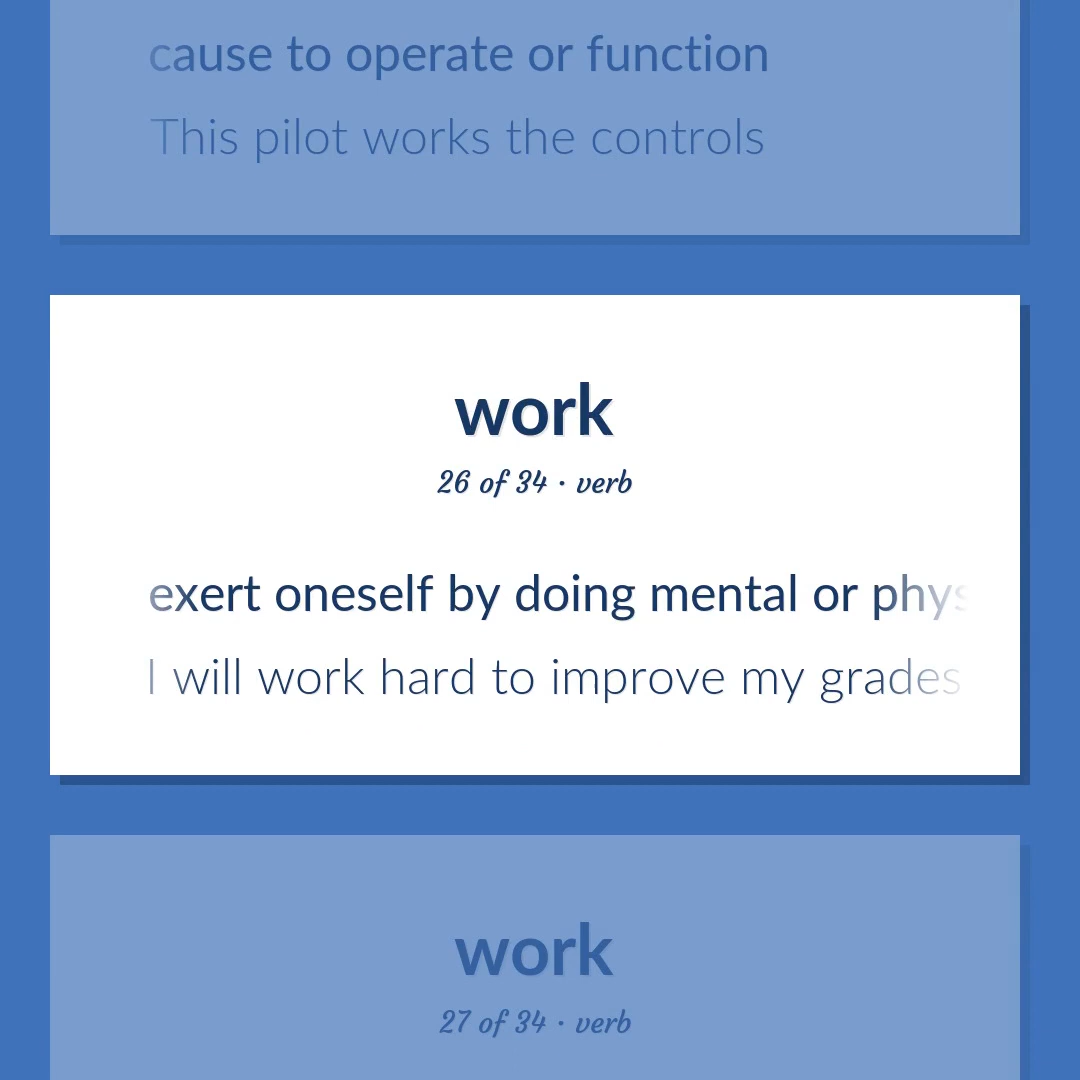 cause to operate or function
This pilot works the controls
work
26 of 34 · verb
exert oneself by doing mental or phys
I will work hard to improve my grades
work
27 of 34 · verb